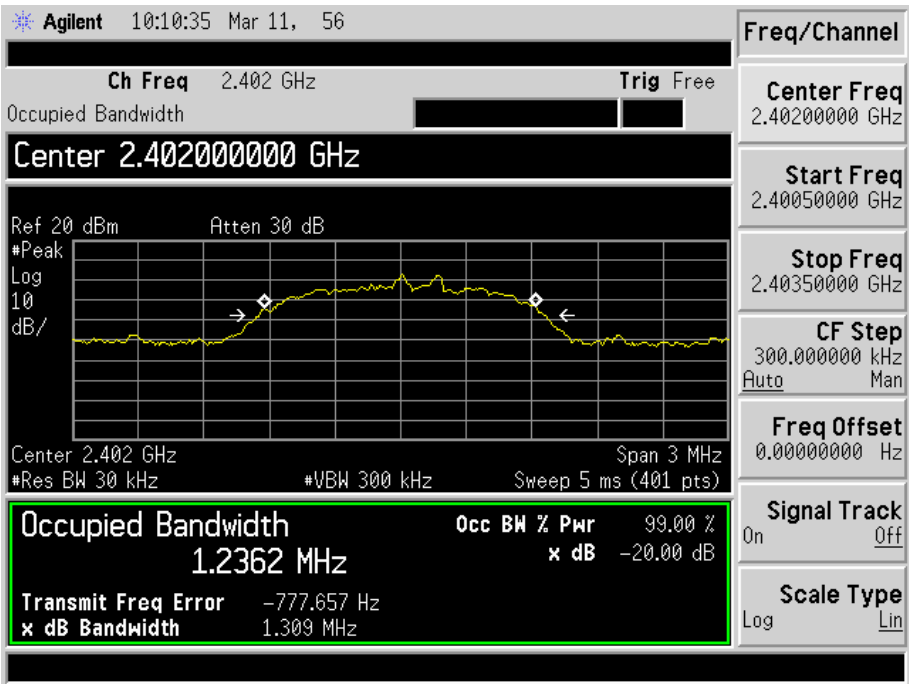 Agilent 10:10:35 Mar 11, 56
Ch Freq 2.402 GHz Trig Free
Occupied Bandwidth
Center 2.402000000 GHz
Ref 20 dBm Atten 30 dB
#Peak
Log
10
dB/
Center 2.402 GHz Span 3 MHz
#Res BW 30 kHz #VBW 300 kHz Sweep 5 ms (401 pts)
Occupied Bandwidth Occ BW % Pwr 99.00 %
1.2362 MHz x dB -20.00 dB
Transmit Freq Error -777.657 Hz
x dB Bandwidth 1.309 MHz
Freq/Channel
Center Freq
2.40200000 GHz
Start Freq
2.40050000 GHz
Stop Freq
2.40350000 GHz
CF Step
300.000000 kHz
Auto Man
Freq Offset
0.00000000 Hz
Signal Track
On Off
Scale Type
Log Lin